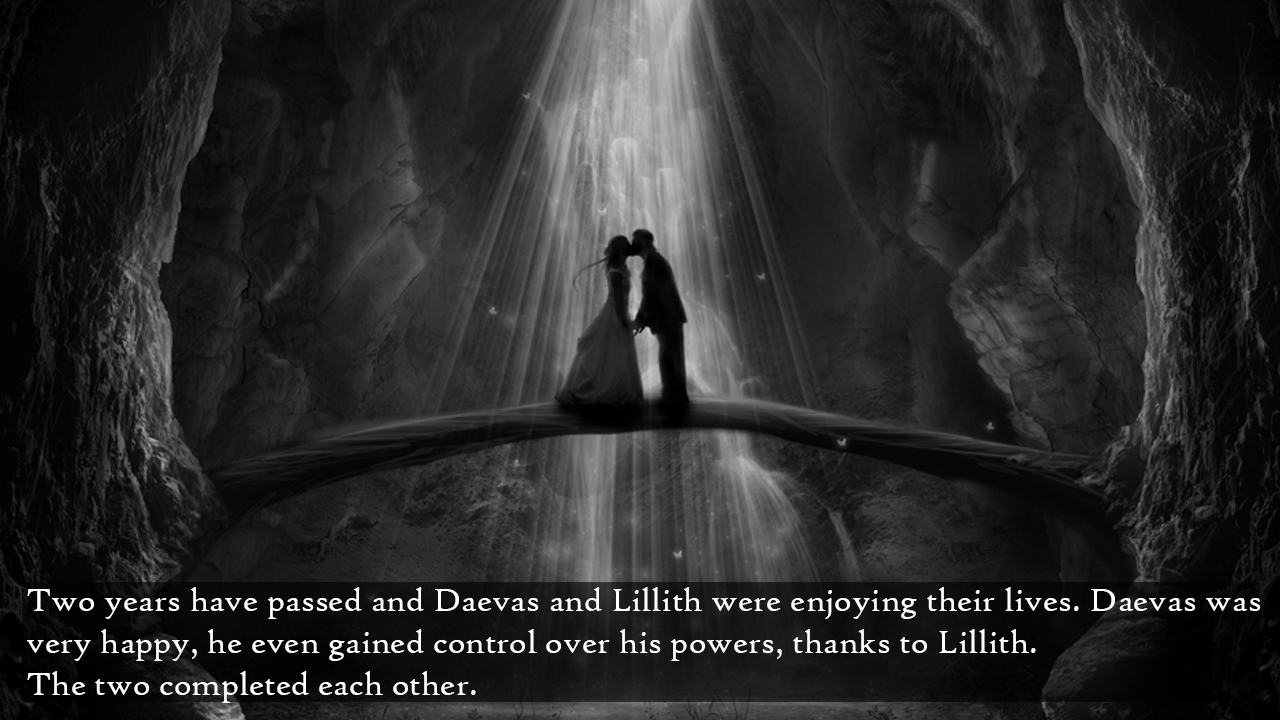 Two years have passed and Daevas and Lillith were enjoying their lives. Daevas was
very happy, he even gained control over his powers, thanks to Lillith.
The two completed each other.